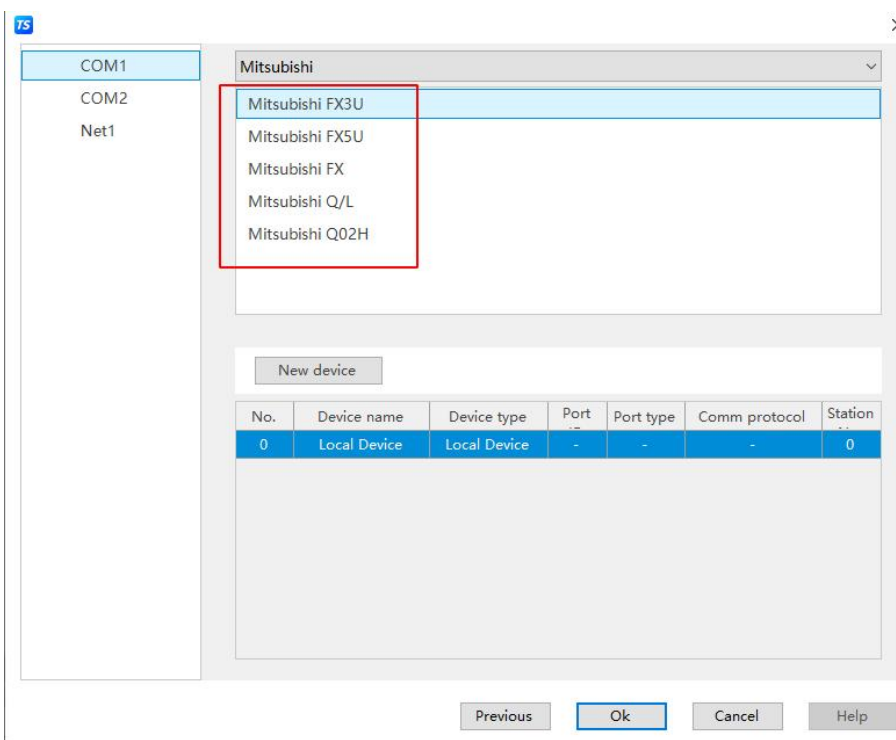 TS
COM1
COM2
Net1
Mitsubishi
Mitsubishi FX3U
Mitsubishi FX5U
Mitsubishi FX
Mitsubishi Q/L
Mitsubishi Q02H
New device
No. Device name Device type Port Port type Comm protocol Station
0 Local Device Local Device - - - 0
Previous Ok Cancel Help